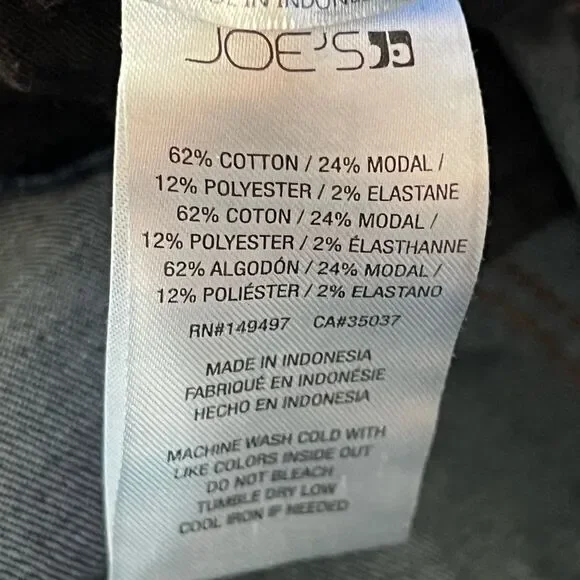 IN INDONE
JOE'S
62% COTTON / 24% MODAL /
12% POLYESTER / 2% ELASTANE
62% COTON / 24% MODAL /
12% POLYESTER / 2% ÉLASTHANNE
62% ALGODÓN / 24% MODAL /
12% POLIÉSTER / 2% ELASTANO
RN#149497 CA#35037
MADE IN INDONESIA
FABRIQUÉ EN INDONÉSIE
HECHO EN INDONESIA
MACHINE WASH COLD WITH
LIKE COLORS INSIDE OUT
DO NOT BLEACH
TUMBLE DRY LOW
COOL IRON IF NEEDED